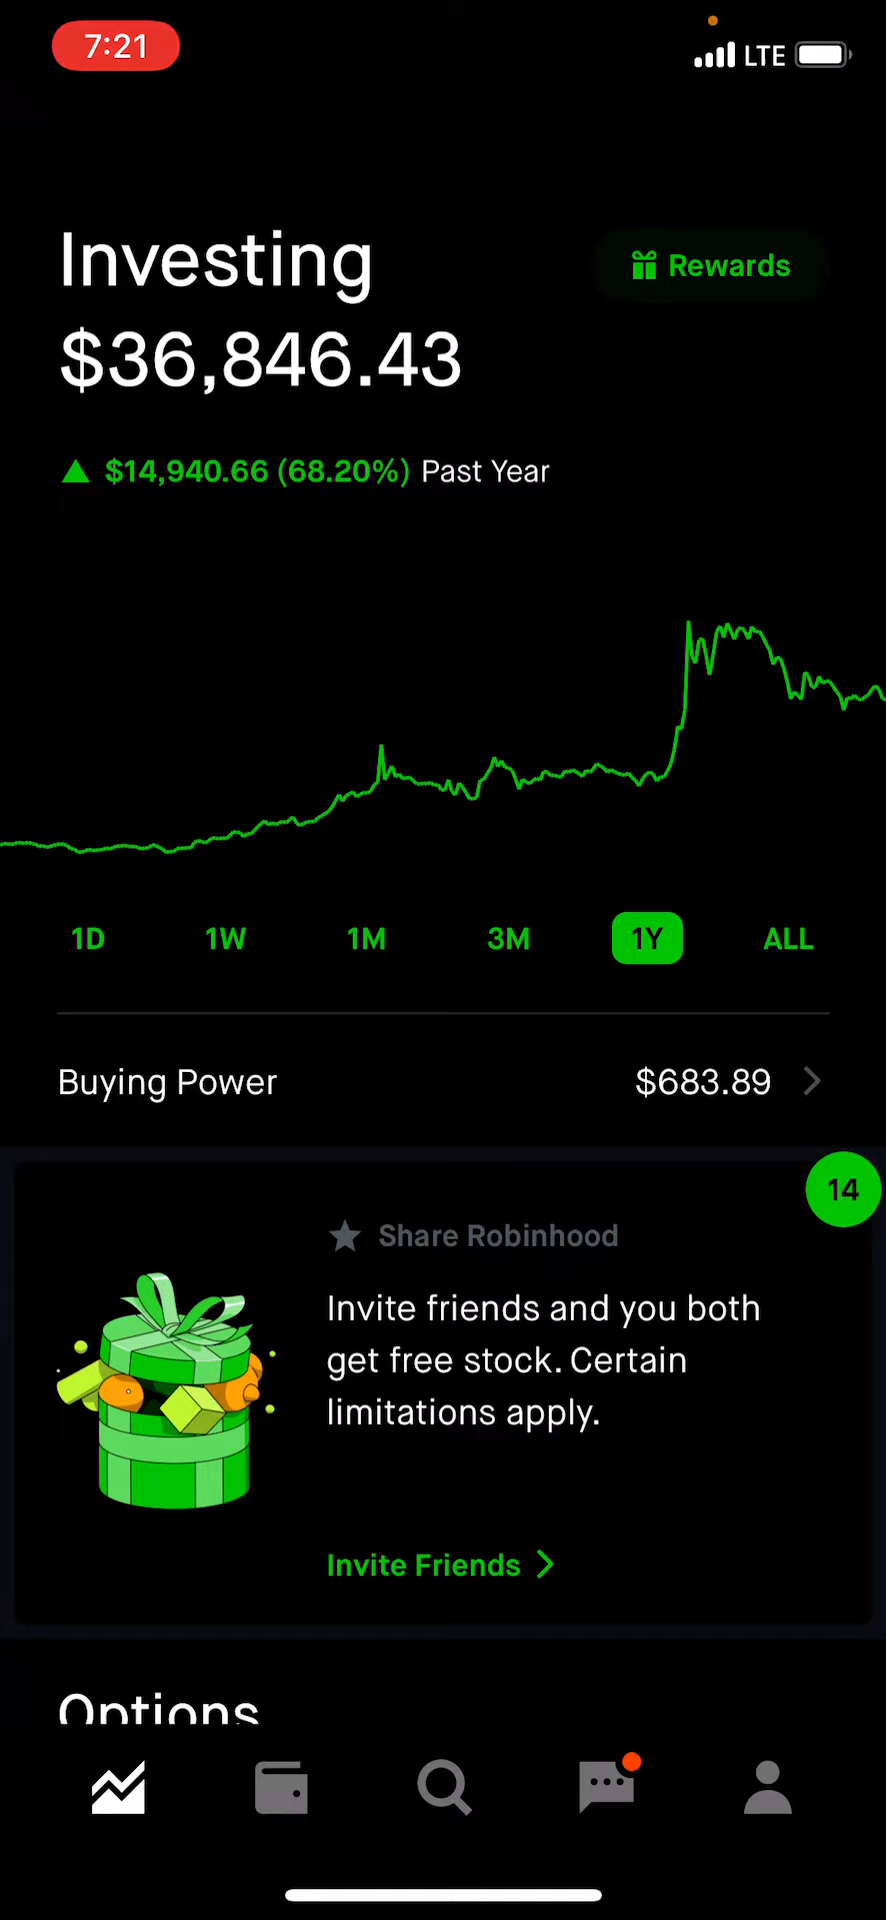 7:21
LTE
Investing
Rewards
$36,846.43
▲ $14,940.66 (68.20%) Past Year
1D 1W 1M 3M 1Y ALL
Buying Power $683.89
14
Share Robinhood
Invite friends and you both
get free stock. Certain
limitations apply.
Invite Friends
Options